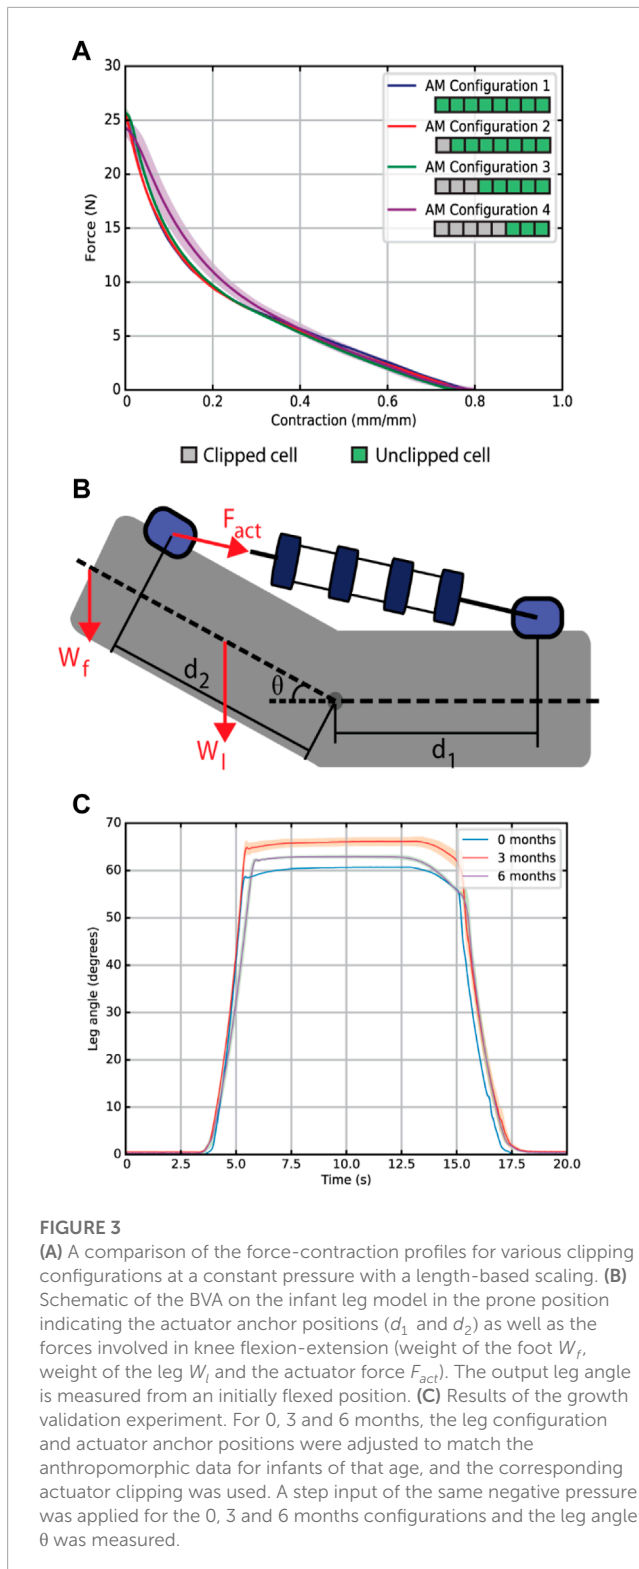 A
30
25
20
15
10
5
0
Force (N)
0
0.2
0.4
0.6
0.8
1.0
Contraction (mm/mm)
AM Configuration 1
AM Configuration 2
AM Configuration 3
AM Configuration 4
Clipped cell
Unclipped cell
B
F_act
W_f
d_2
θ
W_l
d_1
C
70
60
50
40
30
20
10
0
Leg angle (degrees)
0 months
3 months
6 months
0
2.5
5.0
7.5
10.0
12.5
15.0
17.5
20.0
Time (s)
FIGURE 3
(A) A comparison of the force-contraction profiles for various clipping
configurations at a constant pressure with a length-based scaling. (B)
Schematic of the BVA on the infant leg model in the prone position
indicating the actuator anchor positions (d_1 and d_2) as well as the
forces involved in knee flexion-extension (weight of the foot W_f,
weight of the leg W_l and the actuator force F_act). The output leg angle
is measured from an initially flexed position. (C) Results of the growth
validation experiment. For 0, 3 and 6 months, the leg configuration
and actuator anchor positions were adjusted to match the
anthropomorphic data for infants of that age, and the corresponding
actuator clipping was used. A step input of the same negative pressure
was applied for the 0, 3 and 6 months configurations and the leg angle
θ was measured.